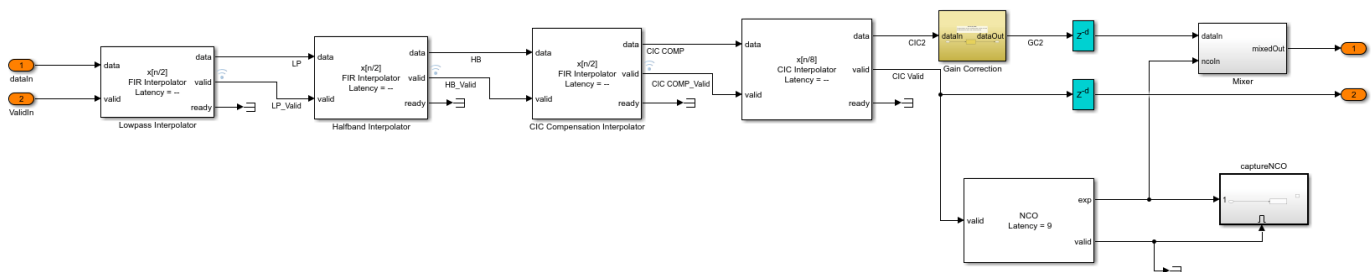 1
dataIn
2
ValidIn
data
valid
x[n/2]
FIR Interpolator
Latency = --
data
valid
ready
Lowpass Interpolator
LP
LP_Valid
data
valid
x[n/2]
FIR Interpolator
Latency = --
data
valid
ready
Halfband Interpolator
HB
HB_Valid
data
valid
x[n/2]
FIR Interpolator
Latency = --
data
valid
ready
CIC Compensation Interpolator
CIC COMP
CIC COMP_Valid
data
valid
x[n/8]
CIC Interpolator
Latency = --
data
valid
ready
CIC2
CIC Valid
dataIn dataOut
Gain Correction
GC2
Z-d
Z-d
dataIn
ncoIn
mixedOut
Mixer
1
2
valid
NCO
Latency = 9
exp
valid
captureNCO
1